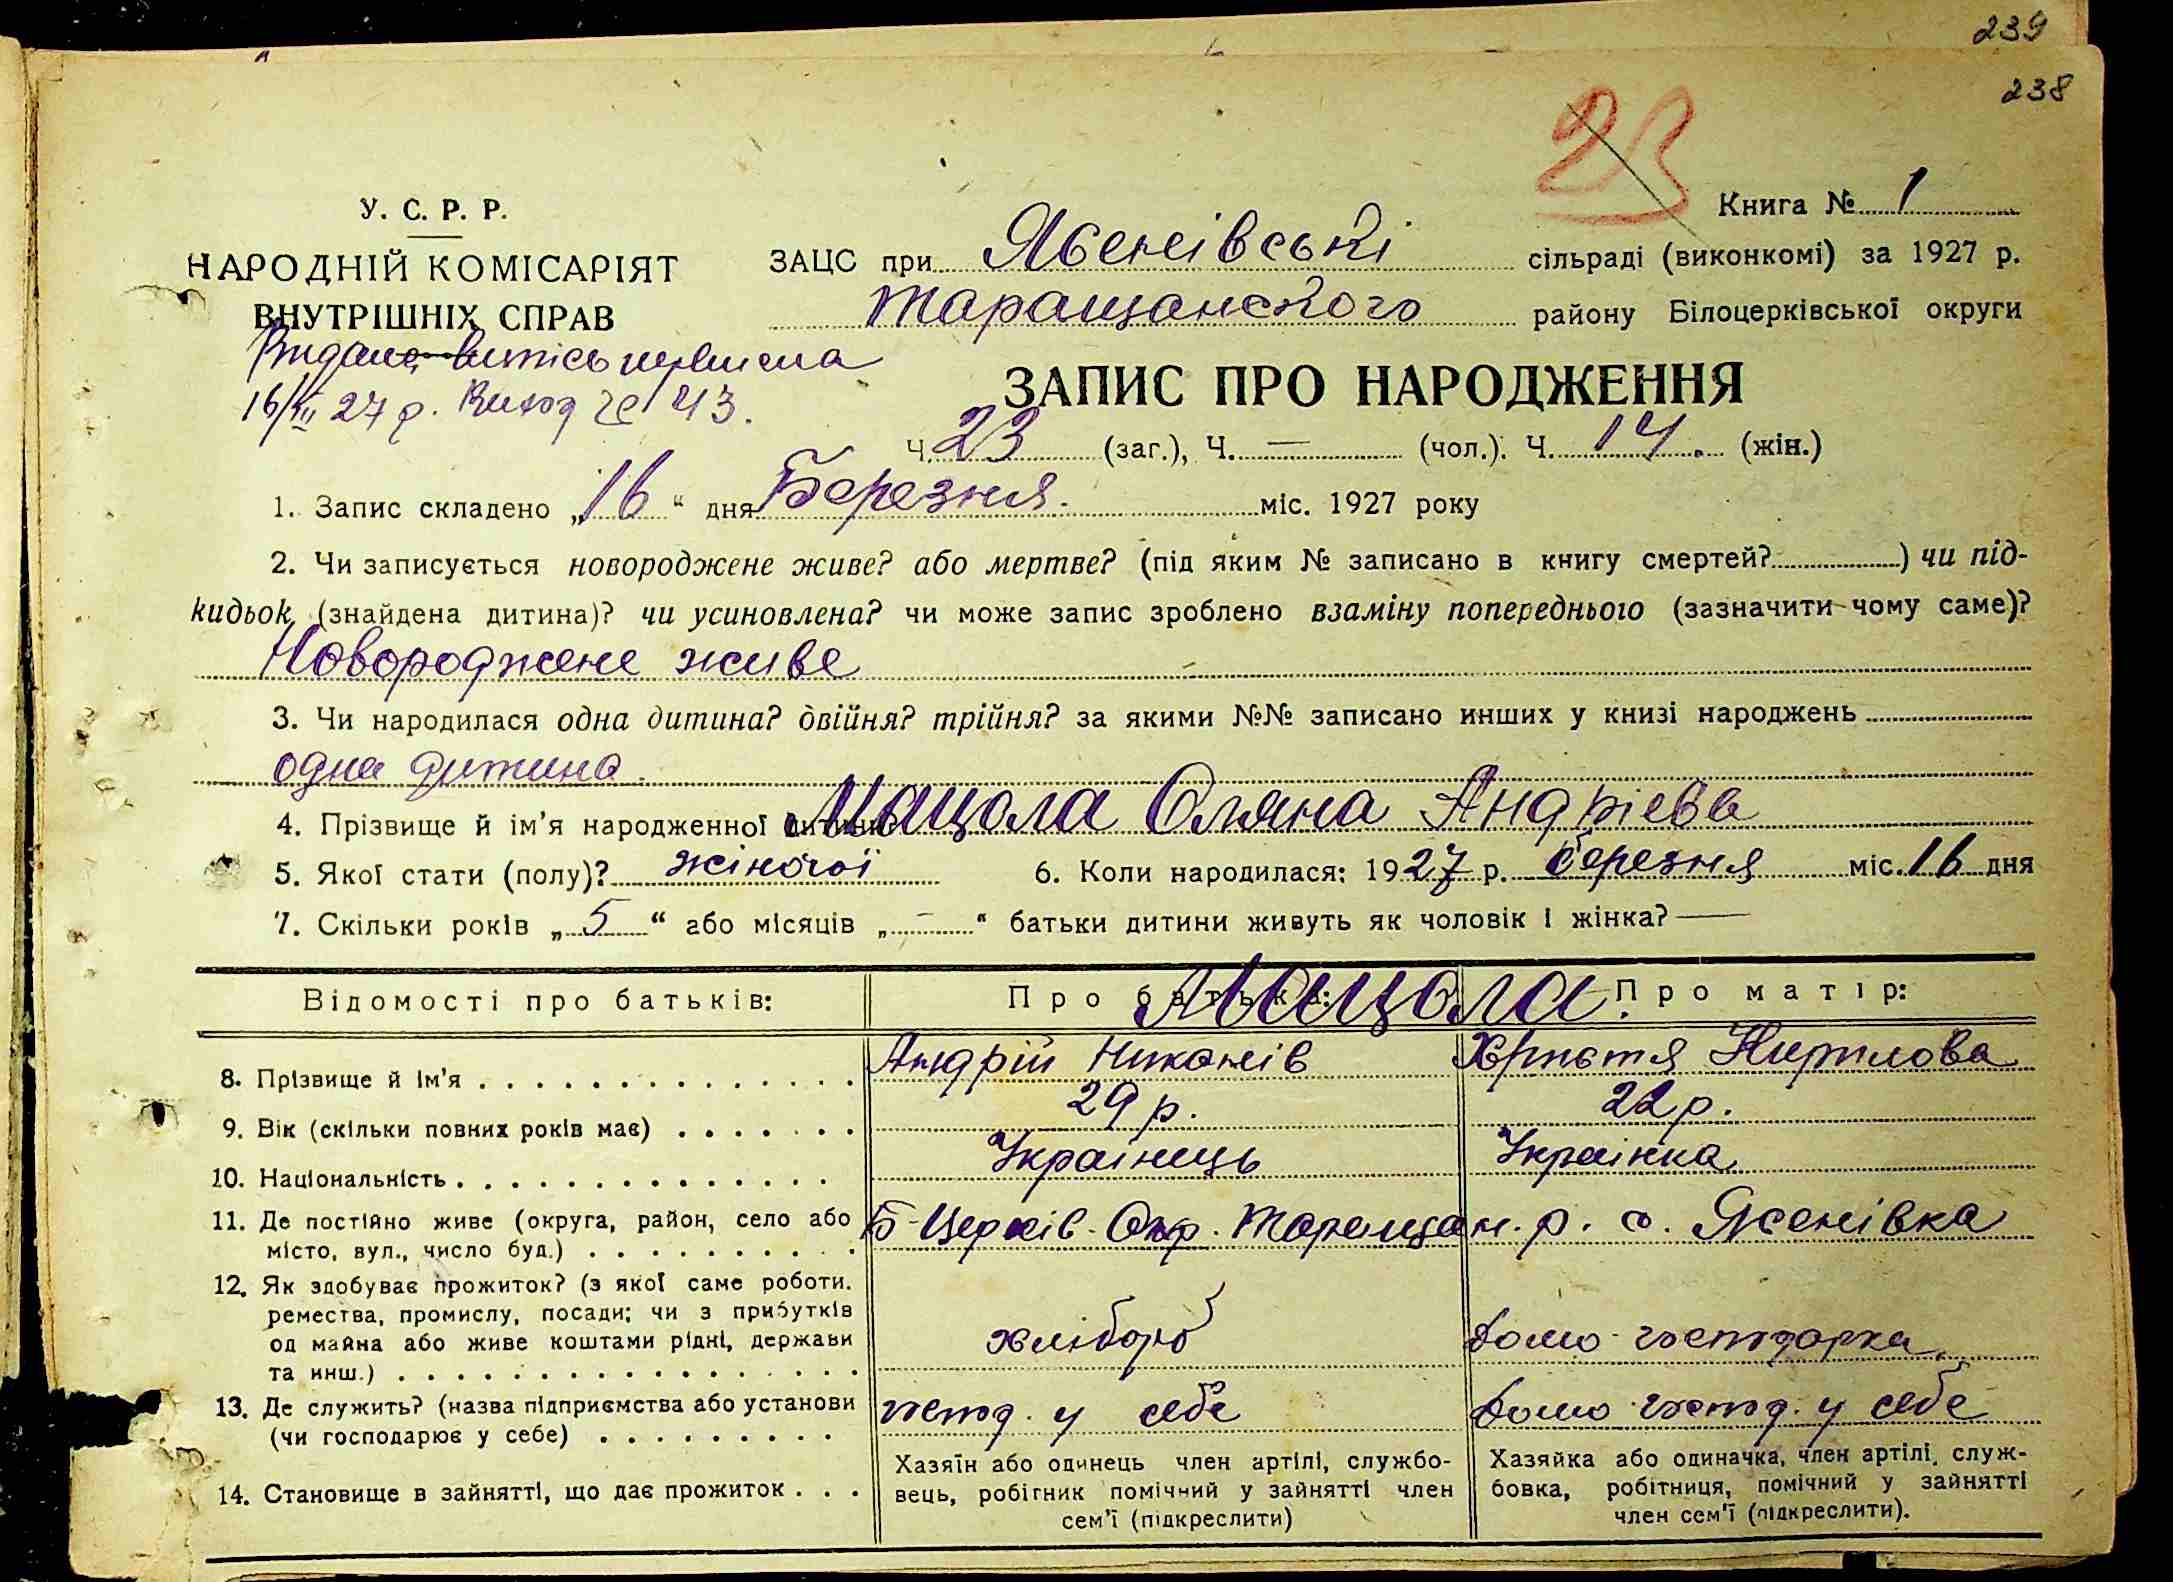 239
238
23
Книга № 1
У. С. Р. Р.
НАРОДНІЙ КОМІСАРІЯТ
ВНУТРІШНІХ СПРАВ
ЗАЦС при Ясенівські сільраді (виконкомі) за 1927 р.
Таращанского району Білоцерківської округи
Видана витісь
16/III 27 р. Виход № 43.
ЗАПИС ПРО НАРОДЖЕННЯ
Ч. 23 (заг.), Ч. — (чол.). Ч. 14. (жін.)
1. Запис складено „16“ дня Березня. міс. 1927 року
2. Чи записується новороджене живе? або мертве? (під яким № записано в книгу смертей? ) чи під-
кидьок (знайдена дитина)? чи усиновлена? чи може запис зроблено взаміну попереднього (зазначити чому саме)?
Новороджене живе
3. Чи народилася одна дитина? двійня? трійня? за якими №№ записано инших у книзі народжень
одна дитина.
4. Прізвище й ім'я народженної дитини Мацола Оляна Андрієва
5. Якої стати (полу)? жіночої 6. Коли народилася: 1927 р. березня міс. 16 дня
7. Скільки років „5“ або місяців „—“ батьки дитини живуть як чоловік і жінка? —
Відомості про батьків: Про батька: Мацола. Про матір:
8. Прізвище й ім'я . . . Андрій Никонів Христя Кирилова
9. Вік (скільки повних років має) . . . 29 р. 22 р.
10. Національність . . . Українець Українка
11. Де постійно живе (округа, район, село або
місто, вул., число буд.) . . . Б-Церків. Окр. Таращан. р. с. Ясенівка
12. Як здобуває прожиток? (з якої саме роботи.
ремества, промислу, посади; чи з прибутків
од майна або живе коштами рідні, держави
та инш.) . . . хлібороб домо-господарка
13. Де служить? (назва підприємства або установи
(чи господарює у себе) . . . господ. у себе домо-господ. у себе
14. Становище в зайнятті, що дає прожиток . . .
Хазяїн або одинець член артілі, службо-
вець, робігник помічний у зайнятті член
сем'ї (підкреслити)
Хазяйка або одиначка, член артілі, служ-
бовка, робітниця, помічний у зайнятті
член сем'ї (підкреслити).